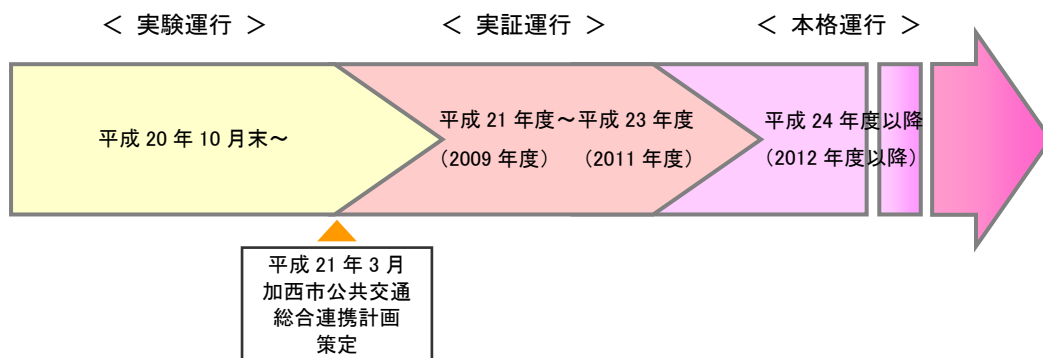 ＜ 実験運行 ＞
＜ 実証運行 ＞
＜ 本格運行 ＞
平成 20 年 10 月末～
平成 21 年度～平成 23 年度
（2009 年度）　（2011 年度）
平成 24 年度以降
（2012 年度以降）
平成 21 年 3 月
加西市公共交通
総合連携計画
策定